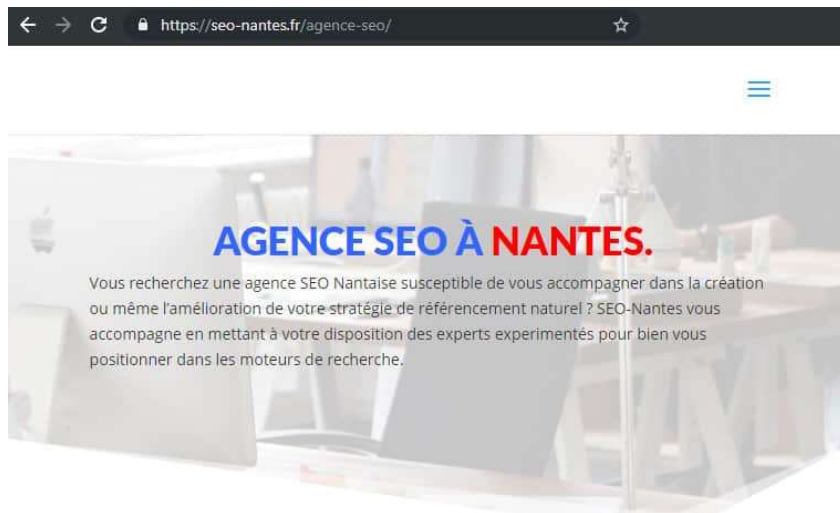 https://seo-nantes.fr/agence-seo/
AGENCE SEO À NANTES.
Vous recherchez une agence SEO Nantaise susceptible de vous accompagner dans la création
ou même l'amélioration de votre stratégie de référencement naturel ? SEO-Nantes vous
accompagne en mettant à votre disposition des experts experimentés pour bien vous
positionner dans les moteurs de recherche.